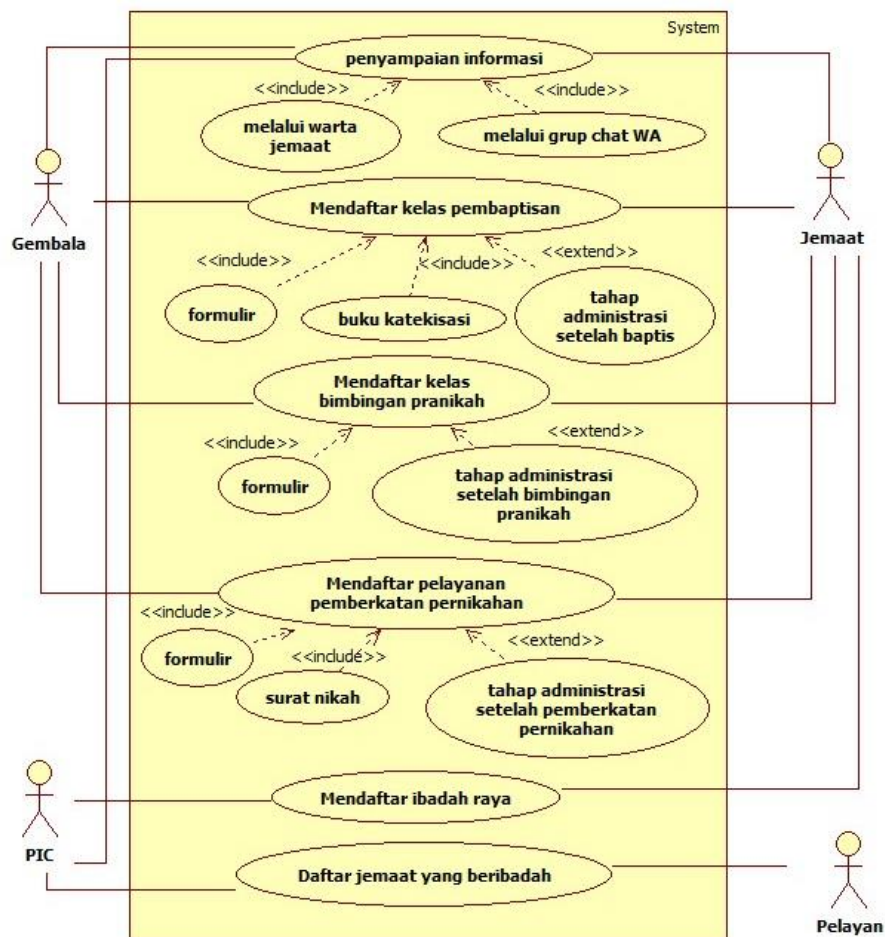 System
penyampaian informasi
<<include>>
<<include>>
melalui warta
jemaat
melalui grup chat WA
Gembala
Jemaat
Mendaftar kelas pembaptisan
<<include>>
<<include>>
<<extend>>
formulir
buku katekisasi
tahap
administrasi
setelah baptis
Mendaftar kelas
bimbingan pranikah
<<include>>
<<extend>>
formulir
tahap administrasi
setelah bimbingan
pranikah
Mendaftar pelayanan
pemberkatan pernikahan
<<include>>
<<include>>
<<extend>>
formulir
surat nikah
tahap administrasi
setelah pemberkatan
pernikahan
Mendaftar ibadah raya
PIC
Daftar jemaat yang beribadah
Pelayan